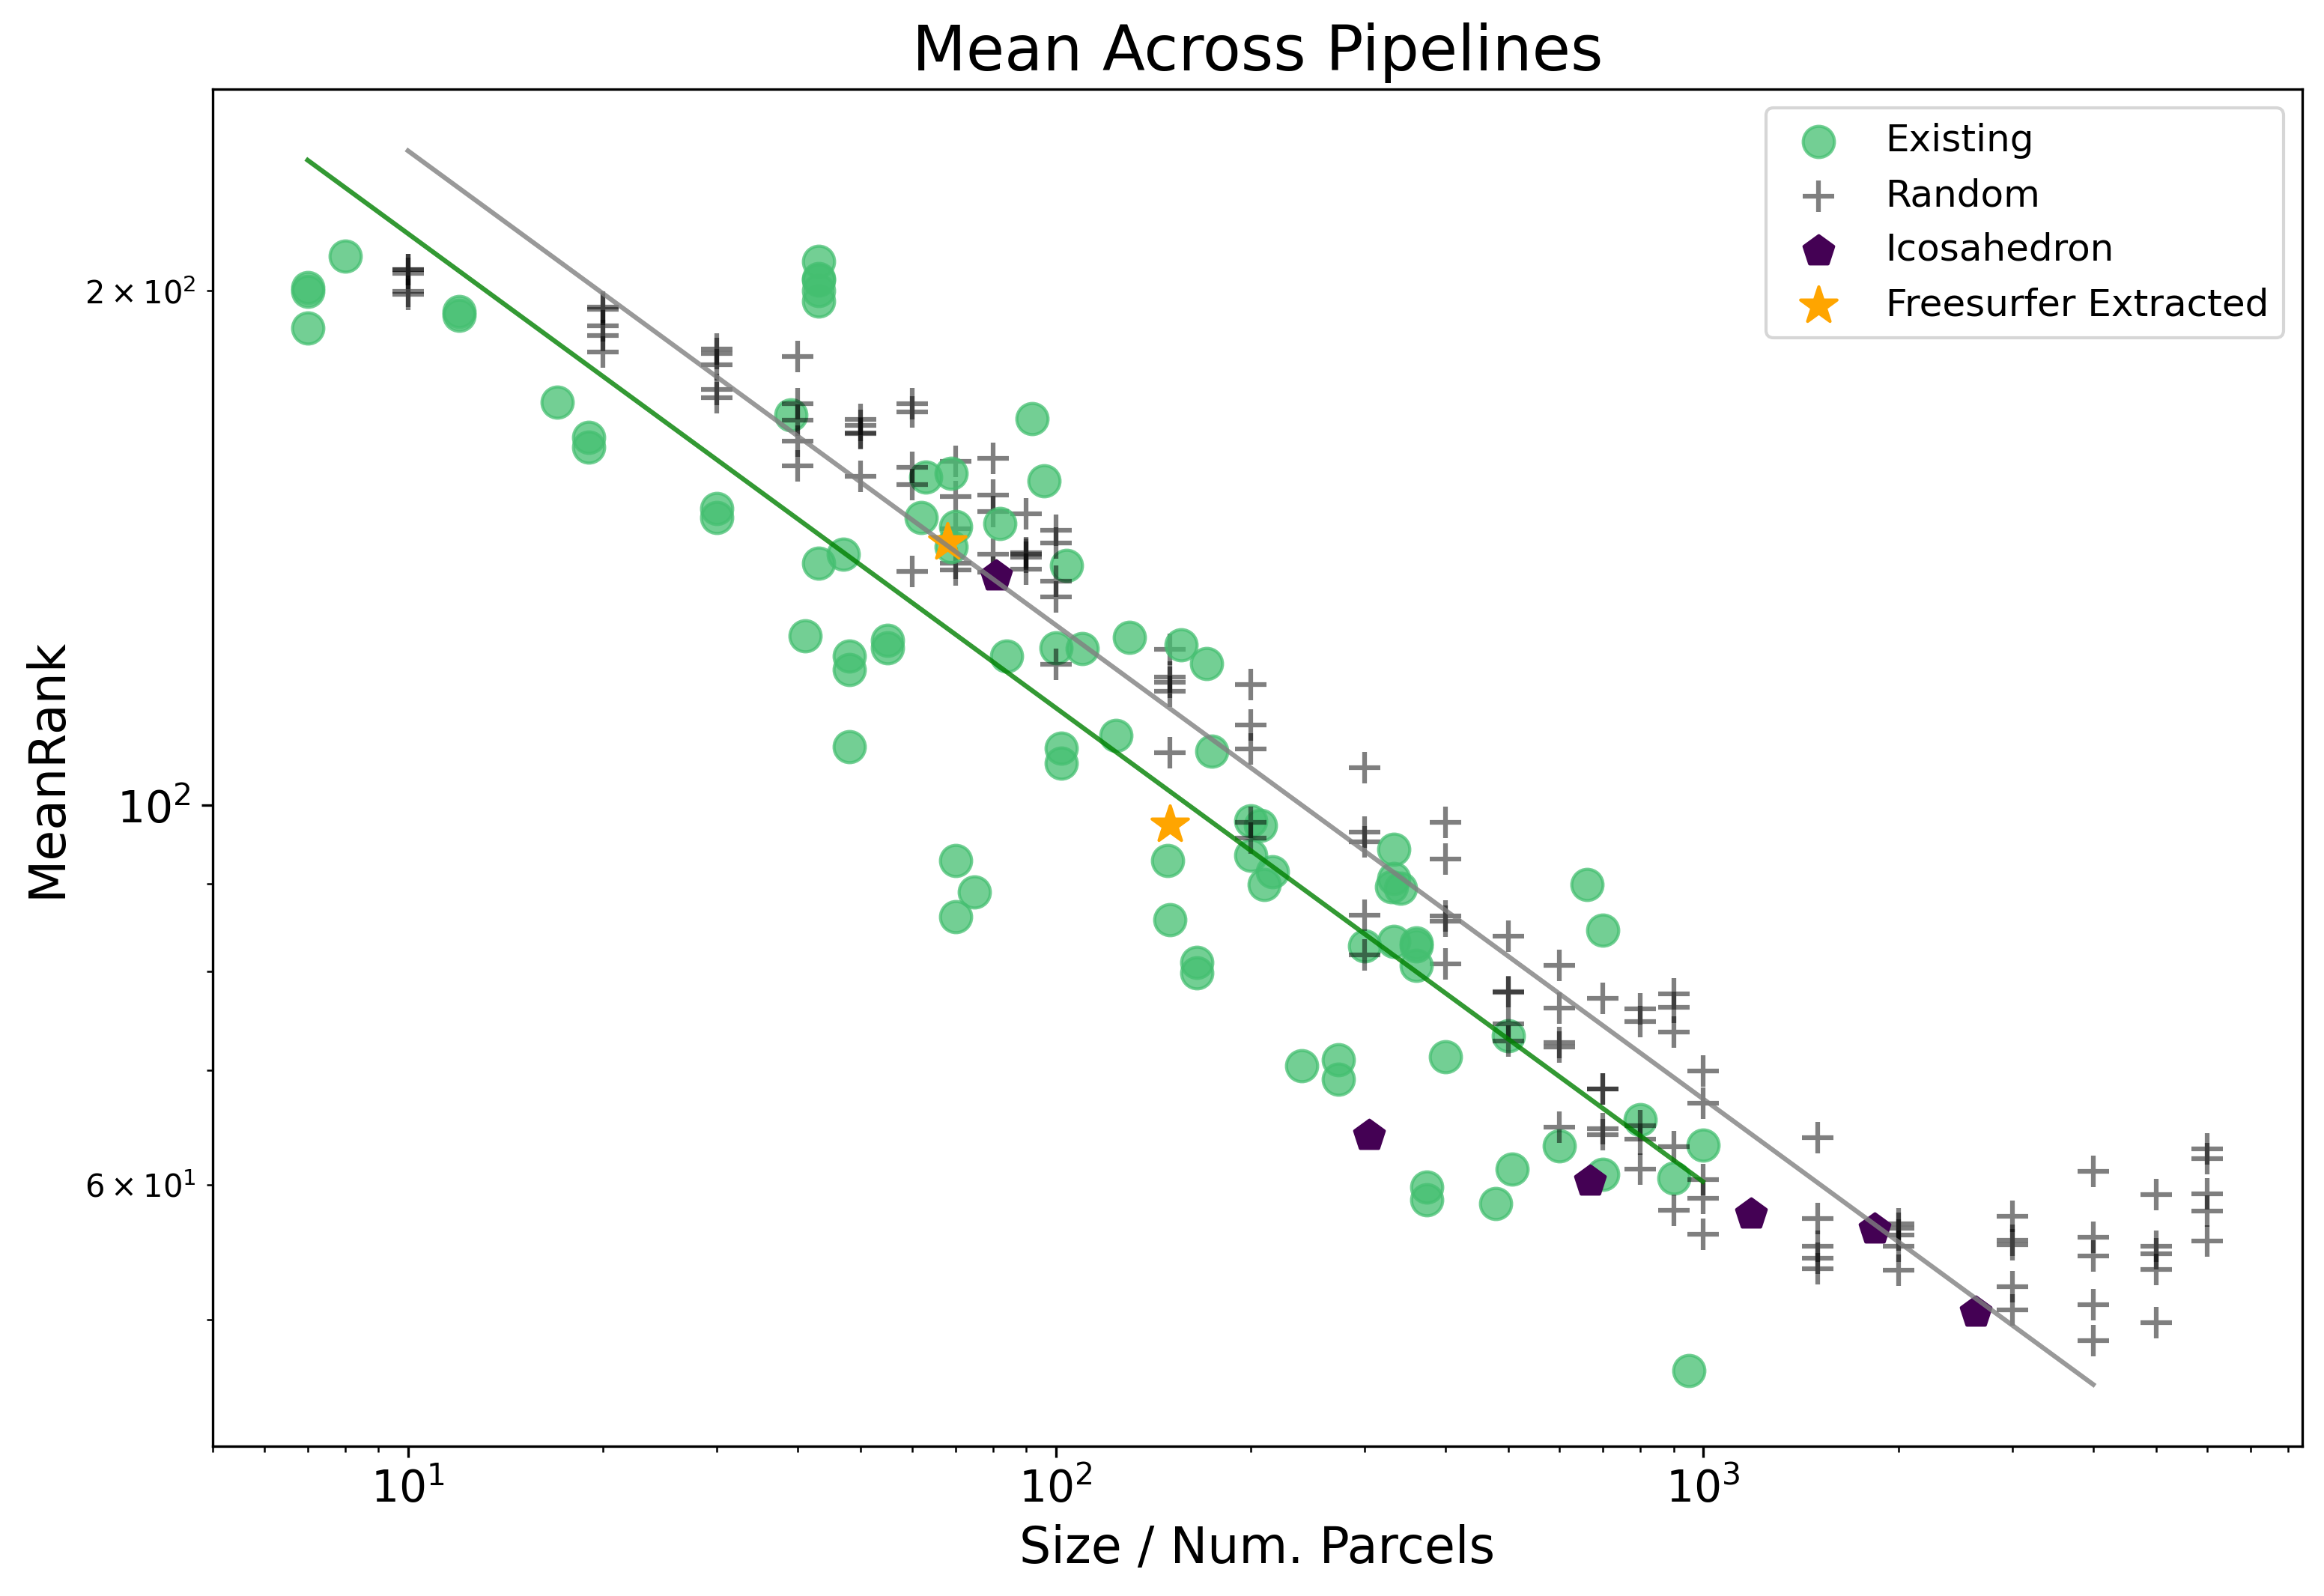 Mean Across Pipelines
Existing
Random
Icosahedron
Freesurfer Extracted
2 × 10²
10²
6 × 10¹
MeanRank
10¹
10²
10³
Size / Num. Parcels